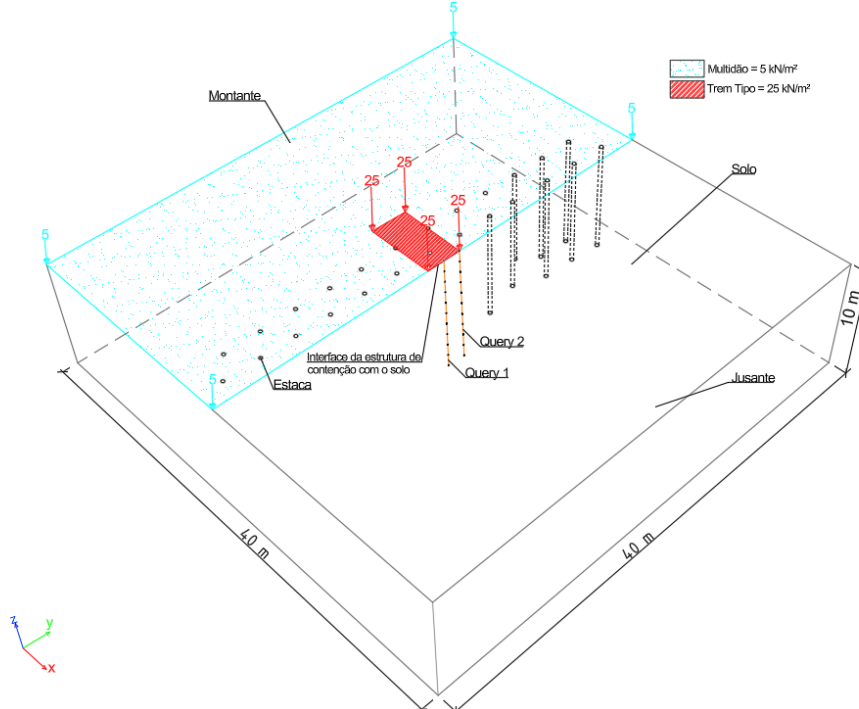 5
Multidão = 5 kN/m²
Trem Tipo = 25 kN/m²
Montante
5
25
25
Solo
25
25
5
10 m
Query 2
Interface da estrutura de
contenção com o solo
Query 1
Estaca
5
Jusante
40 m
40 m
z
y
x